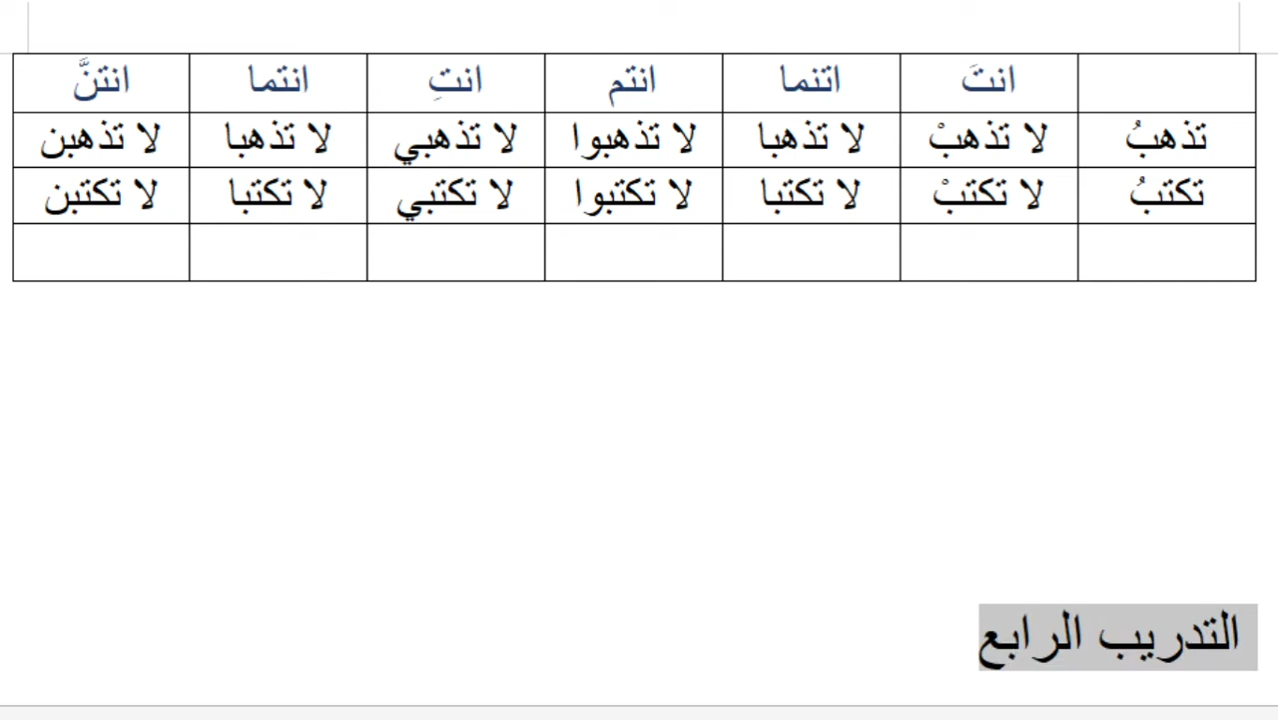 انتَ اتنما انتم انتِ انتما انتنَّ
تذهبُ لا تذهبْ لا تذهبا لا تذهبوا لا تذهبي لا تذهبا لا تذهبن
تكتبُ لا تكتبْ لا تكتبا لا تكتبوا لا تكتبي لا تكتبا لا تكتبن
التدريب الرابع